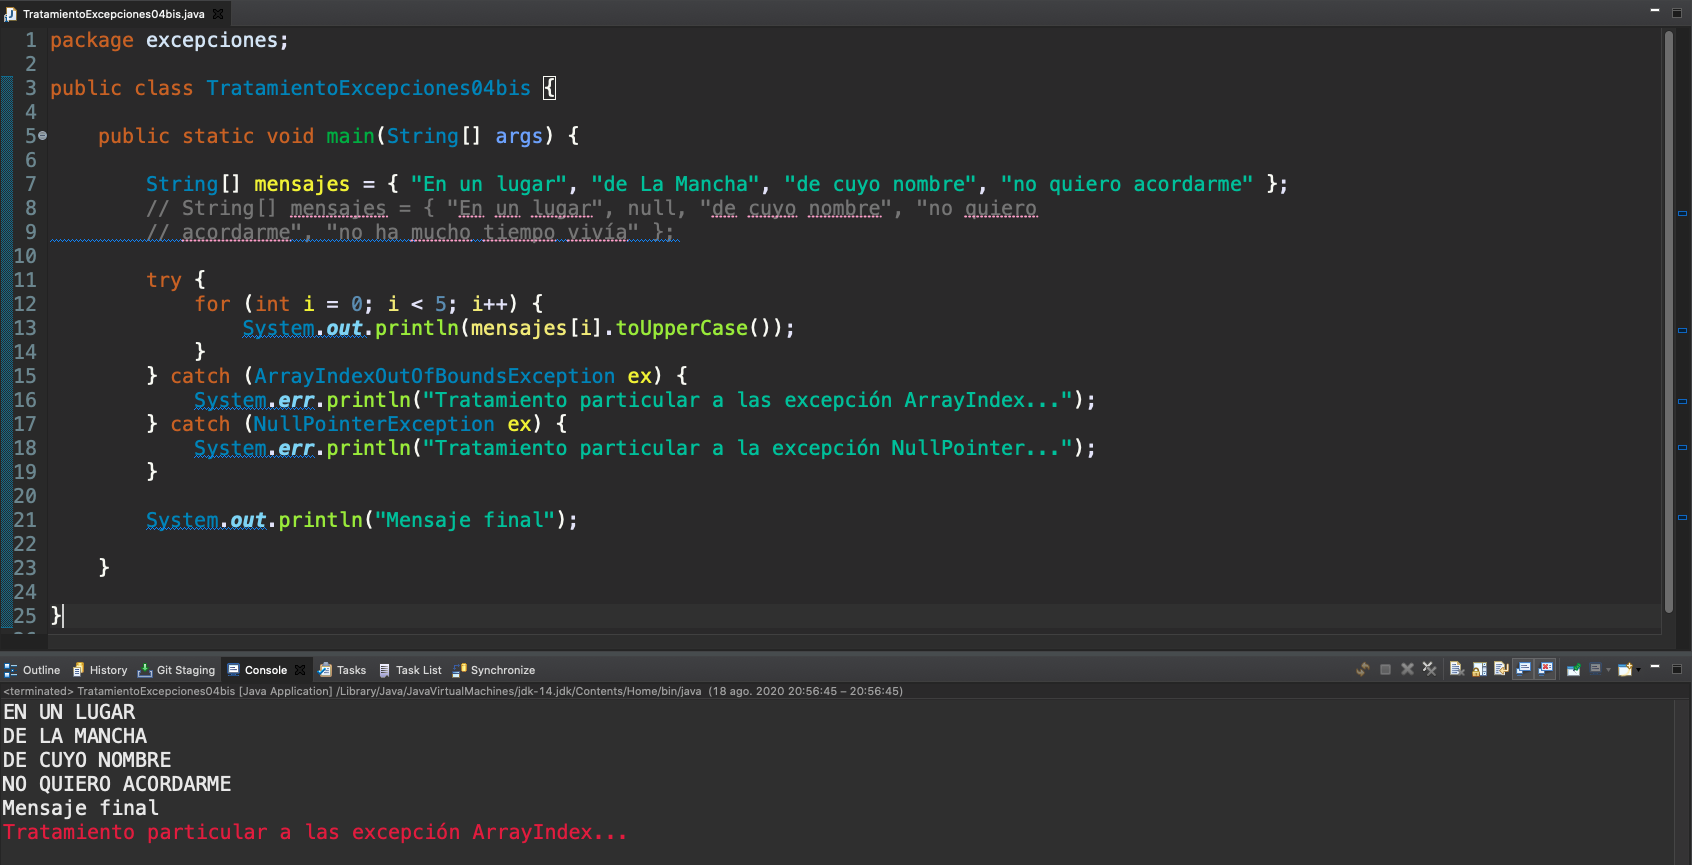 TratamientoExcepciones04bis.java
1 package excepciones;
2
3 public class TratamientoExcepciones04bis {
4
5 public static void main(String[] args) {
6
7 String[] mensajes = { "En un lugar", "de La Mancha", "de cuyo nombre", "no quiero acordarme" };
8 // String[] mensajes = { "En un lugar", null, "de cuyo nombre", "no quiero
9 // acordarme", "no ha mucho tiempo vivía" };
10
11 try {
12 for (int i = 0; i < 5; i++) {
13 System.out.println(mensajes[i].toUpperCase());
14 }
15 } catch (ArrayIndexOutOfBoundsException ex) {
16 System.err.println("Tratamiento particular a las excepción ArrayIndex...");
17 } catch (NullPointerException ex) {
18 System.err.println("Tratamiento particular a la excepción NullPointer...");
19 }
20
21 System.out.println("Mensaje final");
22
23 }
24
25 }
Outline History Git Staging Console Tasks Task List Synchronize
<terminated> TratamientoExcepciones04bis [Java Application] /Library/Java/JavaVirtualMachines/jdk-14.jdk/Contents/Home/bin/java (18 ago. 2020 20:56:45 – 20:56:45)
EN UN LUGAR
DE LA MANCHA
DE CUYO NOMBRE
NO QUIERO ACORDARME
Mensaje final
Tratamiento particular a las excepción ArrayIndex...